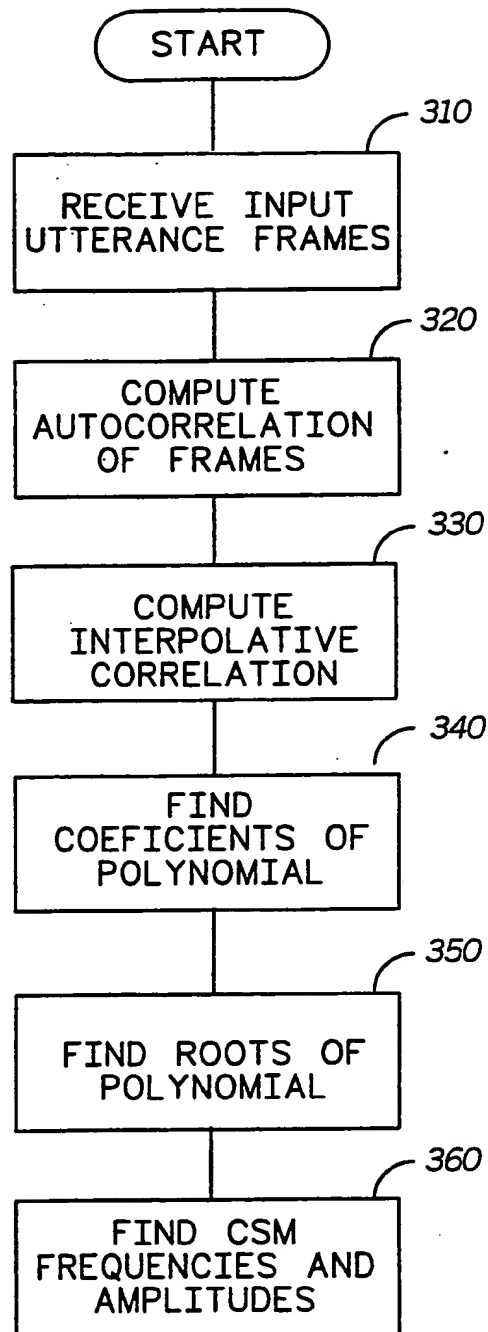 START
310
RECEIVE INPUT
UTTERANCE FRAMES
320
COMPUTE
AUTOCORRELATION
OF FRAMES
330
COMPUTE
INTERPOLATIVE
CORRELATION
340
FIND
COEFICIENTS OF
POLYNOMIAL
350
FIND ROOTS OF
POLYNOMIAL
360
FIND CSM
FREQUENCIES AND
AMPLITUDES